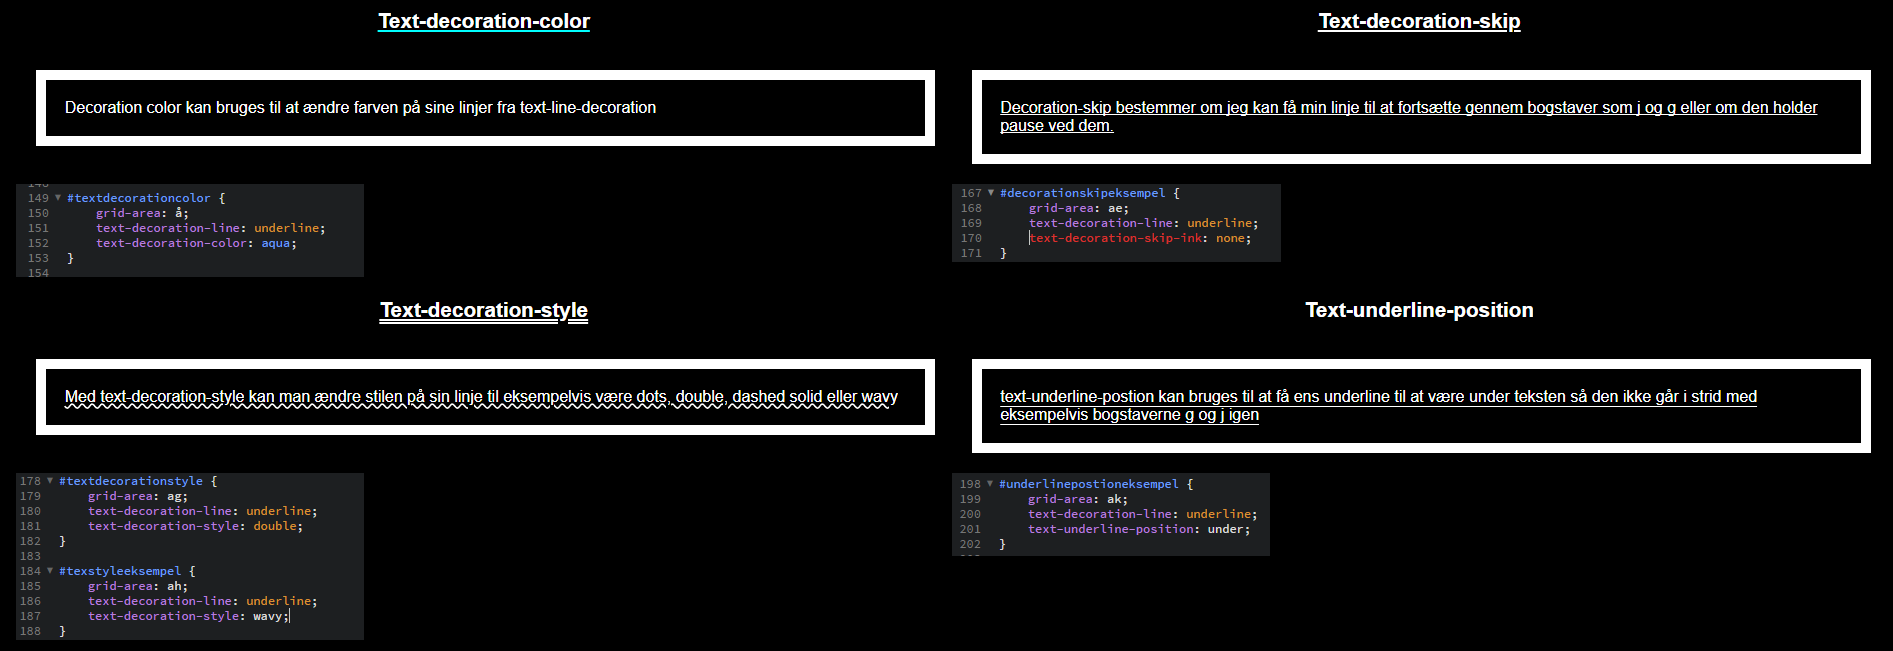 Text-decoration-color
Decoration color kan bruges til at ændre farven på sine linjer fra text-line-decoration
148
149 ▼ #textdecorationcolor {
150 grid-area: å;
151 text-decoration-line: underline;
152 text-decoration-color: aqua;
153 }
154
Text-decoration-skip
Decoration-skip bestemmer om jeg kan få min linje til at fortsætte gennem bogstaver som j og g eller om den holder
pause ved dem.
167 ▼ #decorationskipeksempel {
168 grid-area: ae;
169 text-decoration-line: underline;
170 text-decoration-skip-ink: none;
171 }
Text-decoration-style
Med text-decoration-style kan man ændre stilen på sin linje til eksempelvis være dots, double, dashed solid eller wavy
178 ▼ #textdecorationstyle {
179 grid-area: ag;
180 text-decoration-line: underline;
181 text-decoration-style: double;
182 }
183
184 ▼ #texstyleeksempel {
185 grid-area: ah;
186 text-decoration-line: underline;
187 text-decoration-style: wavy;
188 }
Text-underline-position
text-underline-postion kan bruges til at få ens underline til at være under teksten så den ikke går i strid med
eksempelvis bogstaverne g og j igen
198 ▼ #underlinepostioneksempel {
199 grid-area: ak;
200 text-decoration-line: underline;
201 text-underline-position: under;
202 }